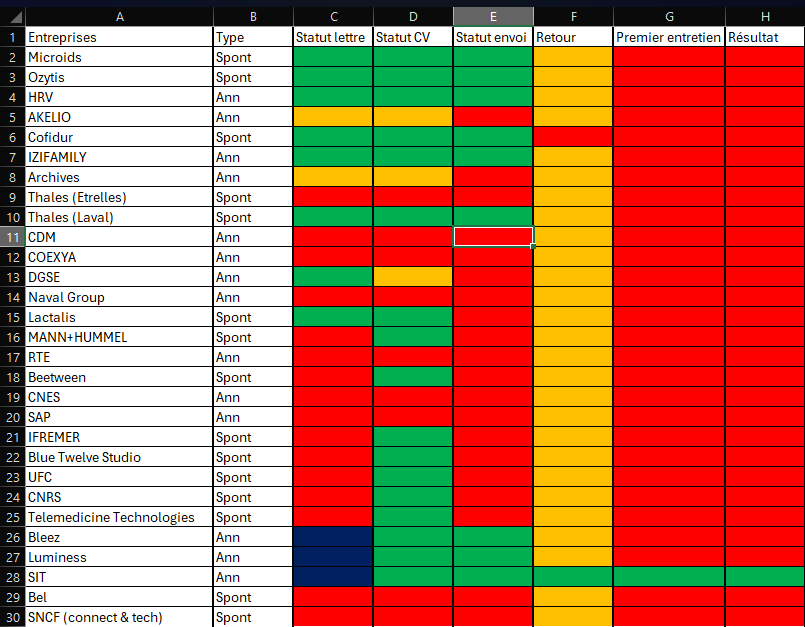 A B C D E F G H
1 Entreprises Type Statut lettre Statut CV Statut envoi Retour Premier entretien Résultat
2 Microids Spont
3 Ozytis Spont
4 HRV Ann
5 AKELIO Ann
6 Cofidur Spont
7 IZIFAMILY Ann
8 Archives Ann
9 Thales (Etrelles) Spont
10 Thales (Laval) Spont
11 CDM Ann
12 COEXYA Ann
13 DGSE Ann
14 Naval Group Ann
15 Lactalis Spont
16 MANN+HUMMEL Spont
17 RTE Ann
18 Beetween Spont
19 CNES Ann
20 SAP Ann
21 IFREMER Spont
22 Blue Twelve Studio Spont
23 UFC Spont
24 CNRS Spont
25 Telemedicine Technologies Spont
26 Bleez Ann
27 Luminess Ann
28 SIT Ann
29 Bel Spont
30 SNCF (connect & tech) Spont